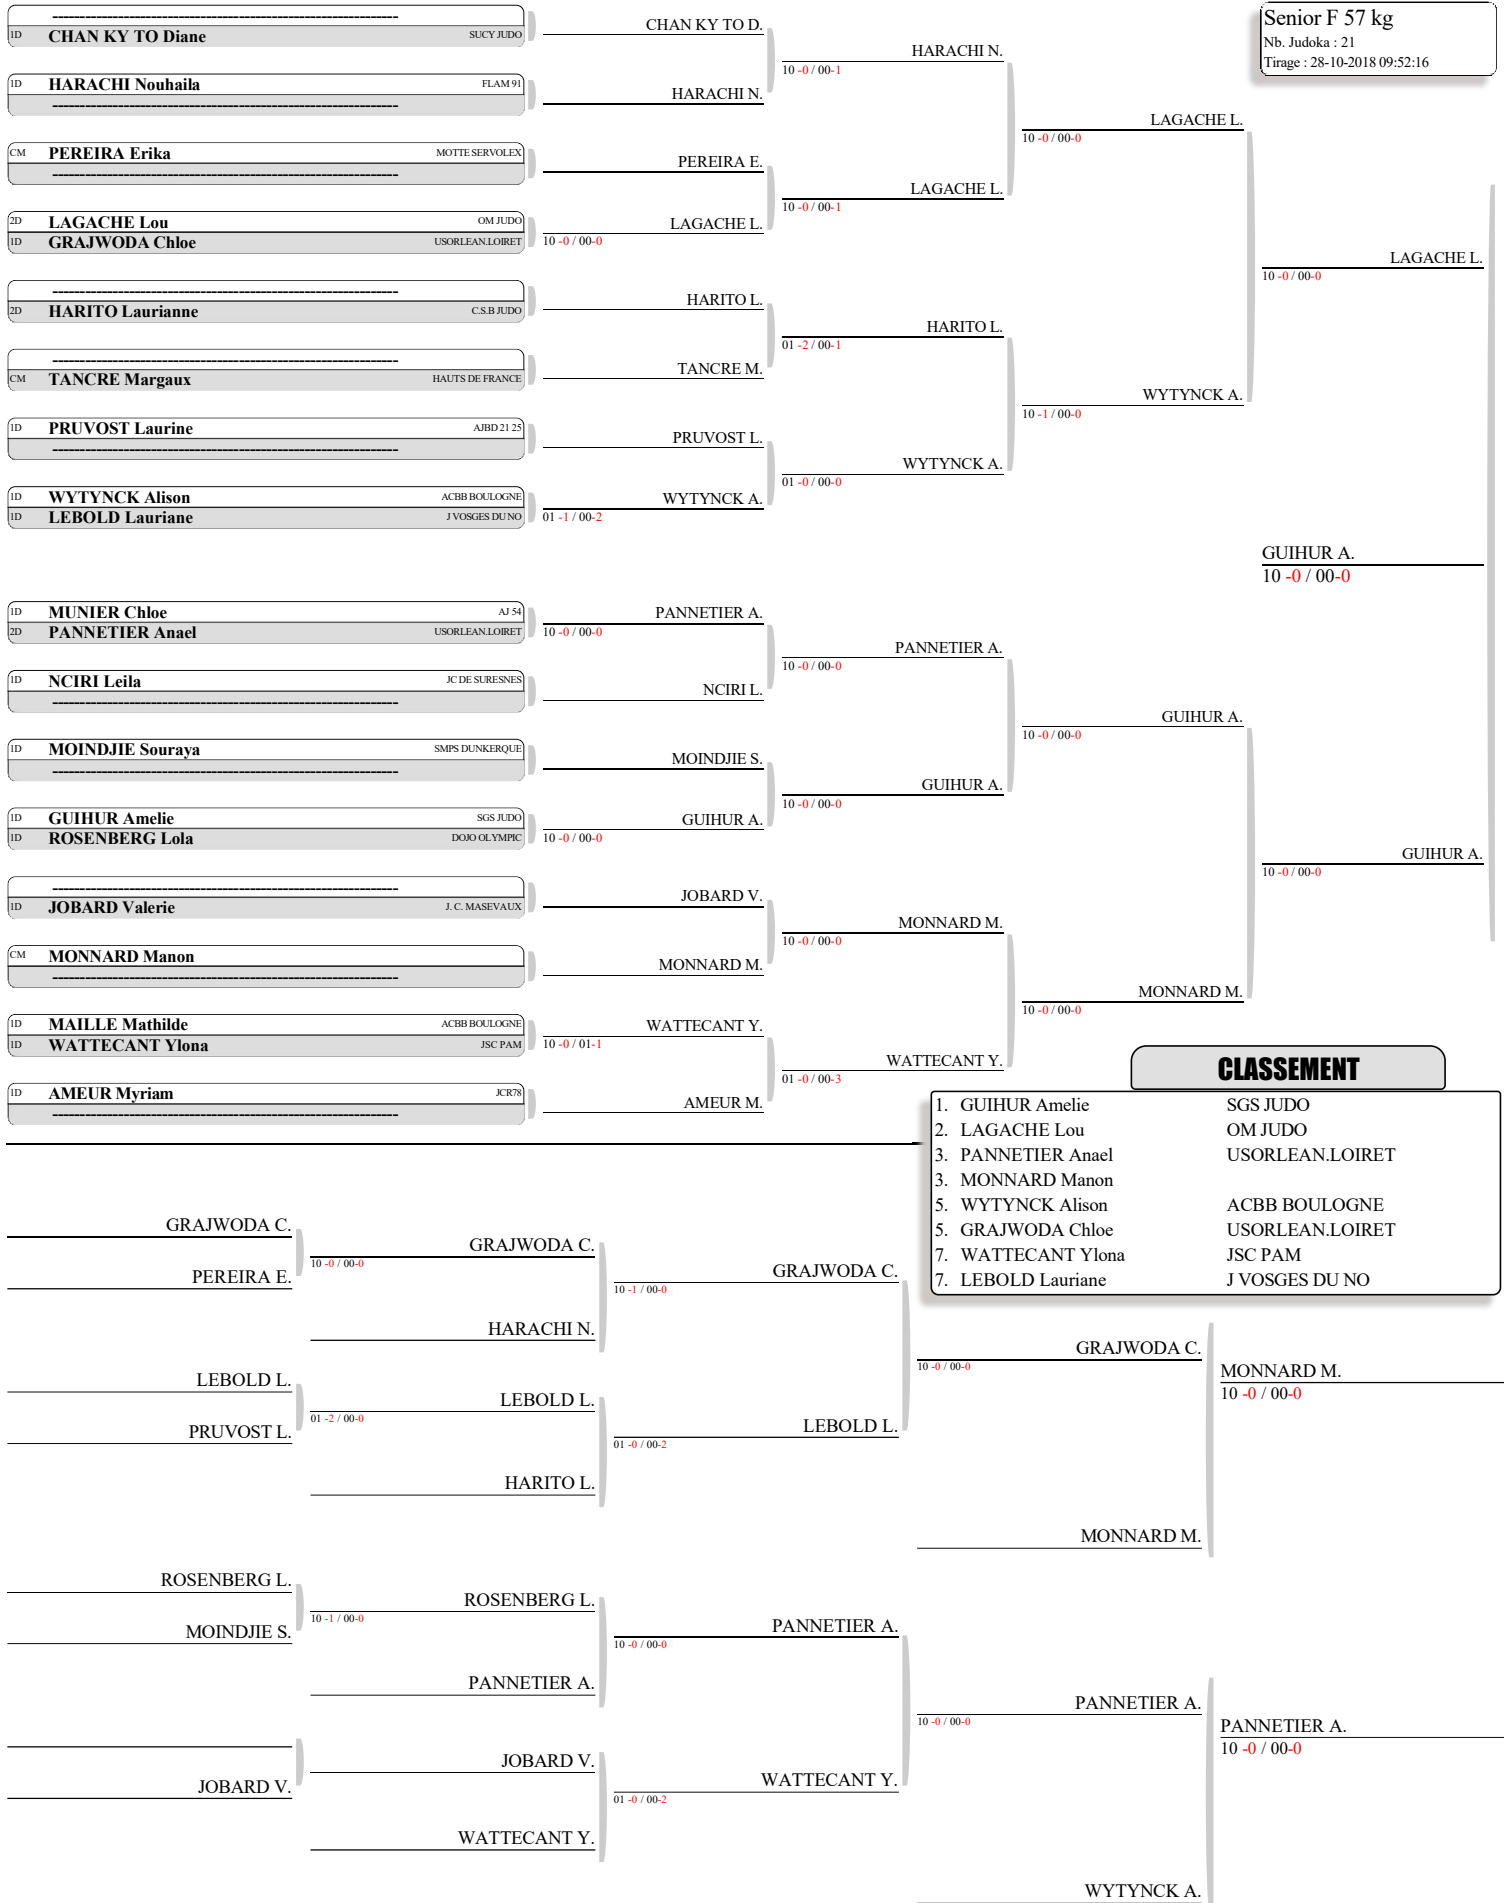 Senior F 57 kg
Nb. Judoka : 21
Tirage : 28-10-2018 09:52:16
------------------------------------------------------------
1D CHAN KY TO Diane SUCY JUDO
1D HARACHI Nouhaila FLAM 91
------------------------------------------------------------
CM PEREIRA Erika MOTTE SERVOLEX
------------------------------------------------------------
2D LAGACHE Lou OM JUDO
1D GRAJWODA Chloe USORLEAN.LOIRET
------------------------------------------------------------
2D HARITO Laurianne C.S.B JUDO
------------------------------------------------------------
CM TANCRE Margaux HAUTS DE FRANCE
1D PRUVOST Laurine AJBD 21 25
------------------------------------------------------------
1D WYTYNCK Alison ACBB BOULOGNE
1D LEBOLD Lauriane J VOSGES DU NO
1D MUNIER Chloe AJ 54
2D PANNETIER Anael USORLEAN.LOIRET
1D NCIRI Leila JC DE SURESNES
------------------------------------------------------------
1D MOINDJIE Souraya SMPS DUNKERQUE
------------------------------------------------------------
1D GUIHUR Amelie SGS JUDO
1D ROSENBERG Lola DOJO OLYMPIC
------------------------------------------------------------
1D JOBARD Valerie J. C. MASEVAUX
CM MONNARD Manon
------------------------------------------------------------
1D MAILLE Mathilde ACBB BOULOGNE
1D WATTECANT Ylona JSC PAM
1D AMEUR Myriam JCR78
------------------------------------------------------------
CHAN KY TO D.
HARACHI N.
PEREIRA E.
LAGACHE L.
10 -0 / 00-0
HARITO L.
TANCRE M.
PRUVOST L.
WYTYNCK A.
01 -1 / 00-2
PANNETIER A.
10 -0 / 00-0
NCIRI L.
MOINDJIE S.
GUIHUR A.
10 -0 / 00-0
JOBARD V.
MONNARD M.
WATTECANT Y.
10 -0 / 01-1
AMEUR M.
HARACHI N.
10 -0 / 00-1
LAGACHE L.
10 -0 / 00-1
HARITO L.
01 -2 / 00-1
WYTYNCK A.
01 -0 / 00-0
PANNETIER A.
10 -0 / 00-0
GUIHUR A.
10 -0 / 00-0
MONNARD M.
10 -0 / 00-0
WATTECANT Y.
01 -0 / 00-3
LAGACHE L.
10 -0 / 00-0
WYTYNCK A.
10 -1 / 00-0
GUIHUR A.
10 -0 / 00-0
MONNARD M.
10 -0 / 00-0
LAGACHE L.
10 -0 / 00-0
GUIHUR A.
10 -0 / 00-0
GUIHUR A.
10 -0 / 00-0
CLASSEMENT
1. GUIHUR Amelie SGS JUDO
2. LAGACHE Lou OM JUDO
3. PANNETIER Anael USORLEAN.LOIRET
3. MONNARD Manon
5. WYTYNCK Alison ACBB BOULOGNE
5. GRAJWODA Chloe USORLEAN.LOIRET
7. WATTECANT Ylona JSC PAM
7. LEBOLD Lauriane J VOSGES DU NO
GRAJWODA C.
PEREIRA E.
LEBOLD L.
PRUVOST L.
ROSENBERG L.
MOINDJIE S.
JOBARD V.
GRAJWODA C.
10 -0 / 00-0
HARACHI N.
LEBOLD L.
01 -2 / 00-0
HARITO L.
ROSENBERG L.
10 -1 / 00-0
PANNETIER A.
JOBARD V.
WATTECANT Y.
GRAJWODA C.
10 -1 / 00-0
LEBOLD L.
01 -0 / 00-2
PANNETIER A.
10 -0 / 00-0
WATTECANT Y.
01 -0 / 00-2
GRAJWODA C.
10 -0 / 00-0
MONNARD M.
PANNETIER A.
10 -0 / 00-0
WYTYNCK A.
MONNARD M.
10 -0 / 00-0
PANNETIER A.
10 -0 / 00-0